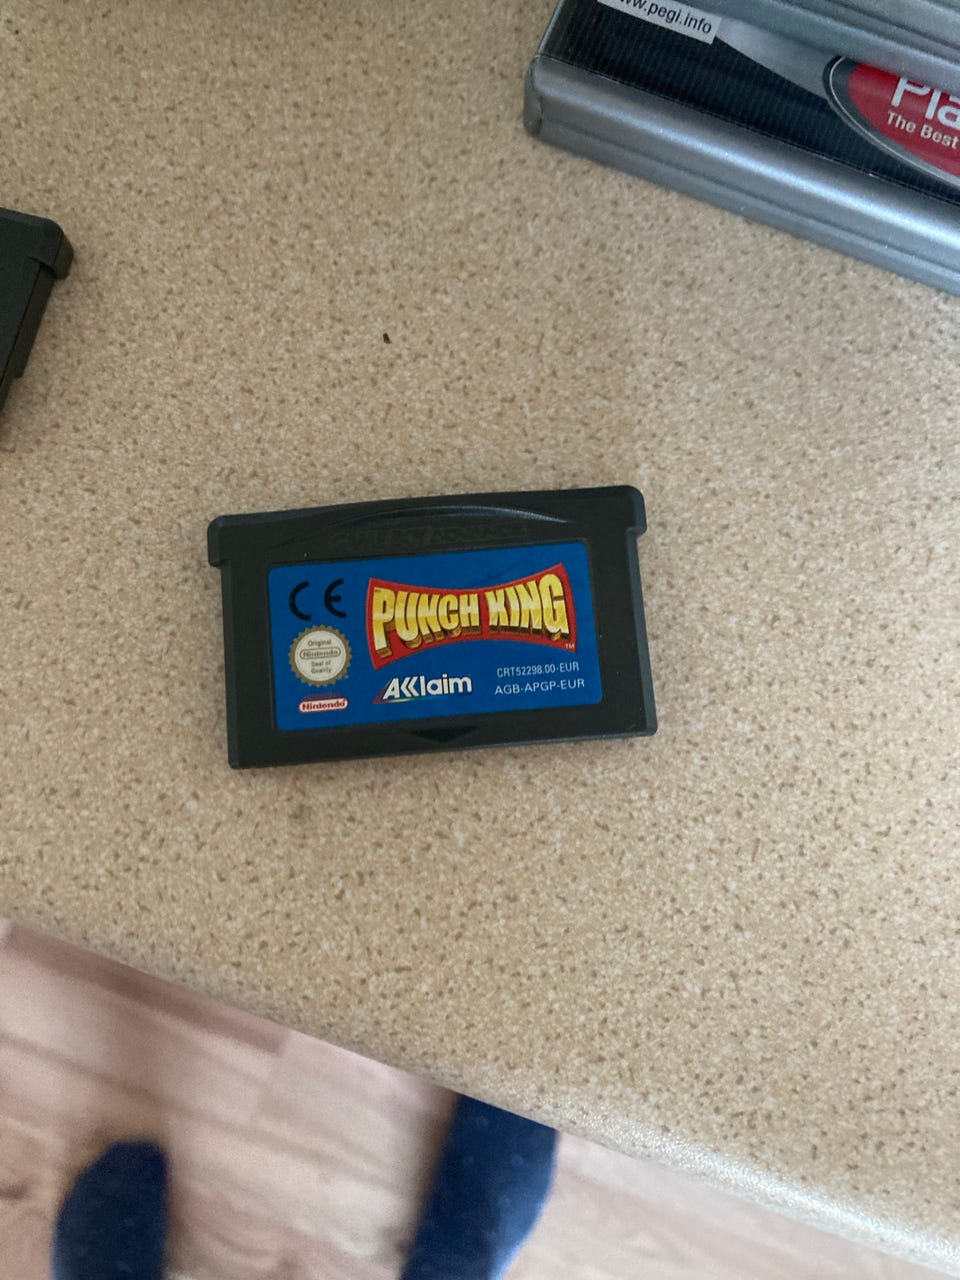 www.pegi.info
Pla
The Best
CE
PUNCH KING
TM
Original
Nintendo
Seal of
Quality
Nintendo
AKlaim
CRT52298.00-EUR
AGB-APGP-EUR